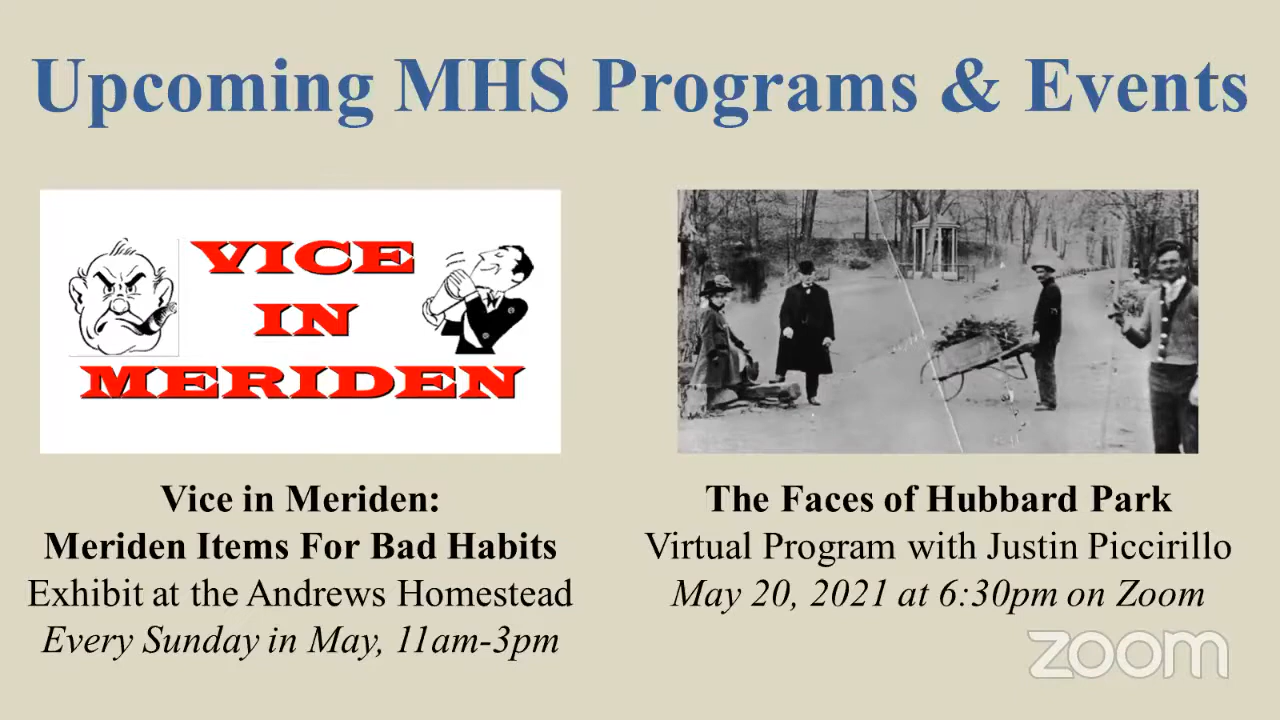 Upcoming MHS Programs & Events
VICE
IN
MERIDEN
Vice in Meriden:
Meriden Items For Bad Habits
Exhibit at the Andrews Homestead
Every Sunday in May, 11am-3pm
The Faces of Hubbard Park
Virtual Program with Justin Piccirillo
May 20, 2021 at 6:30pm on Zoom
zoom